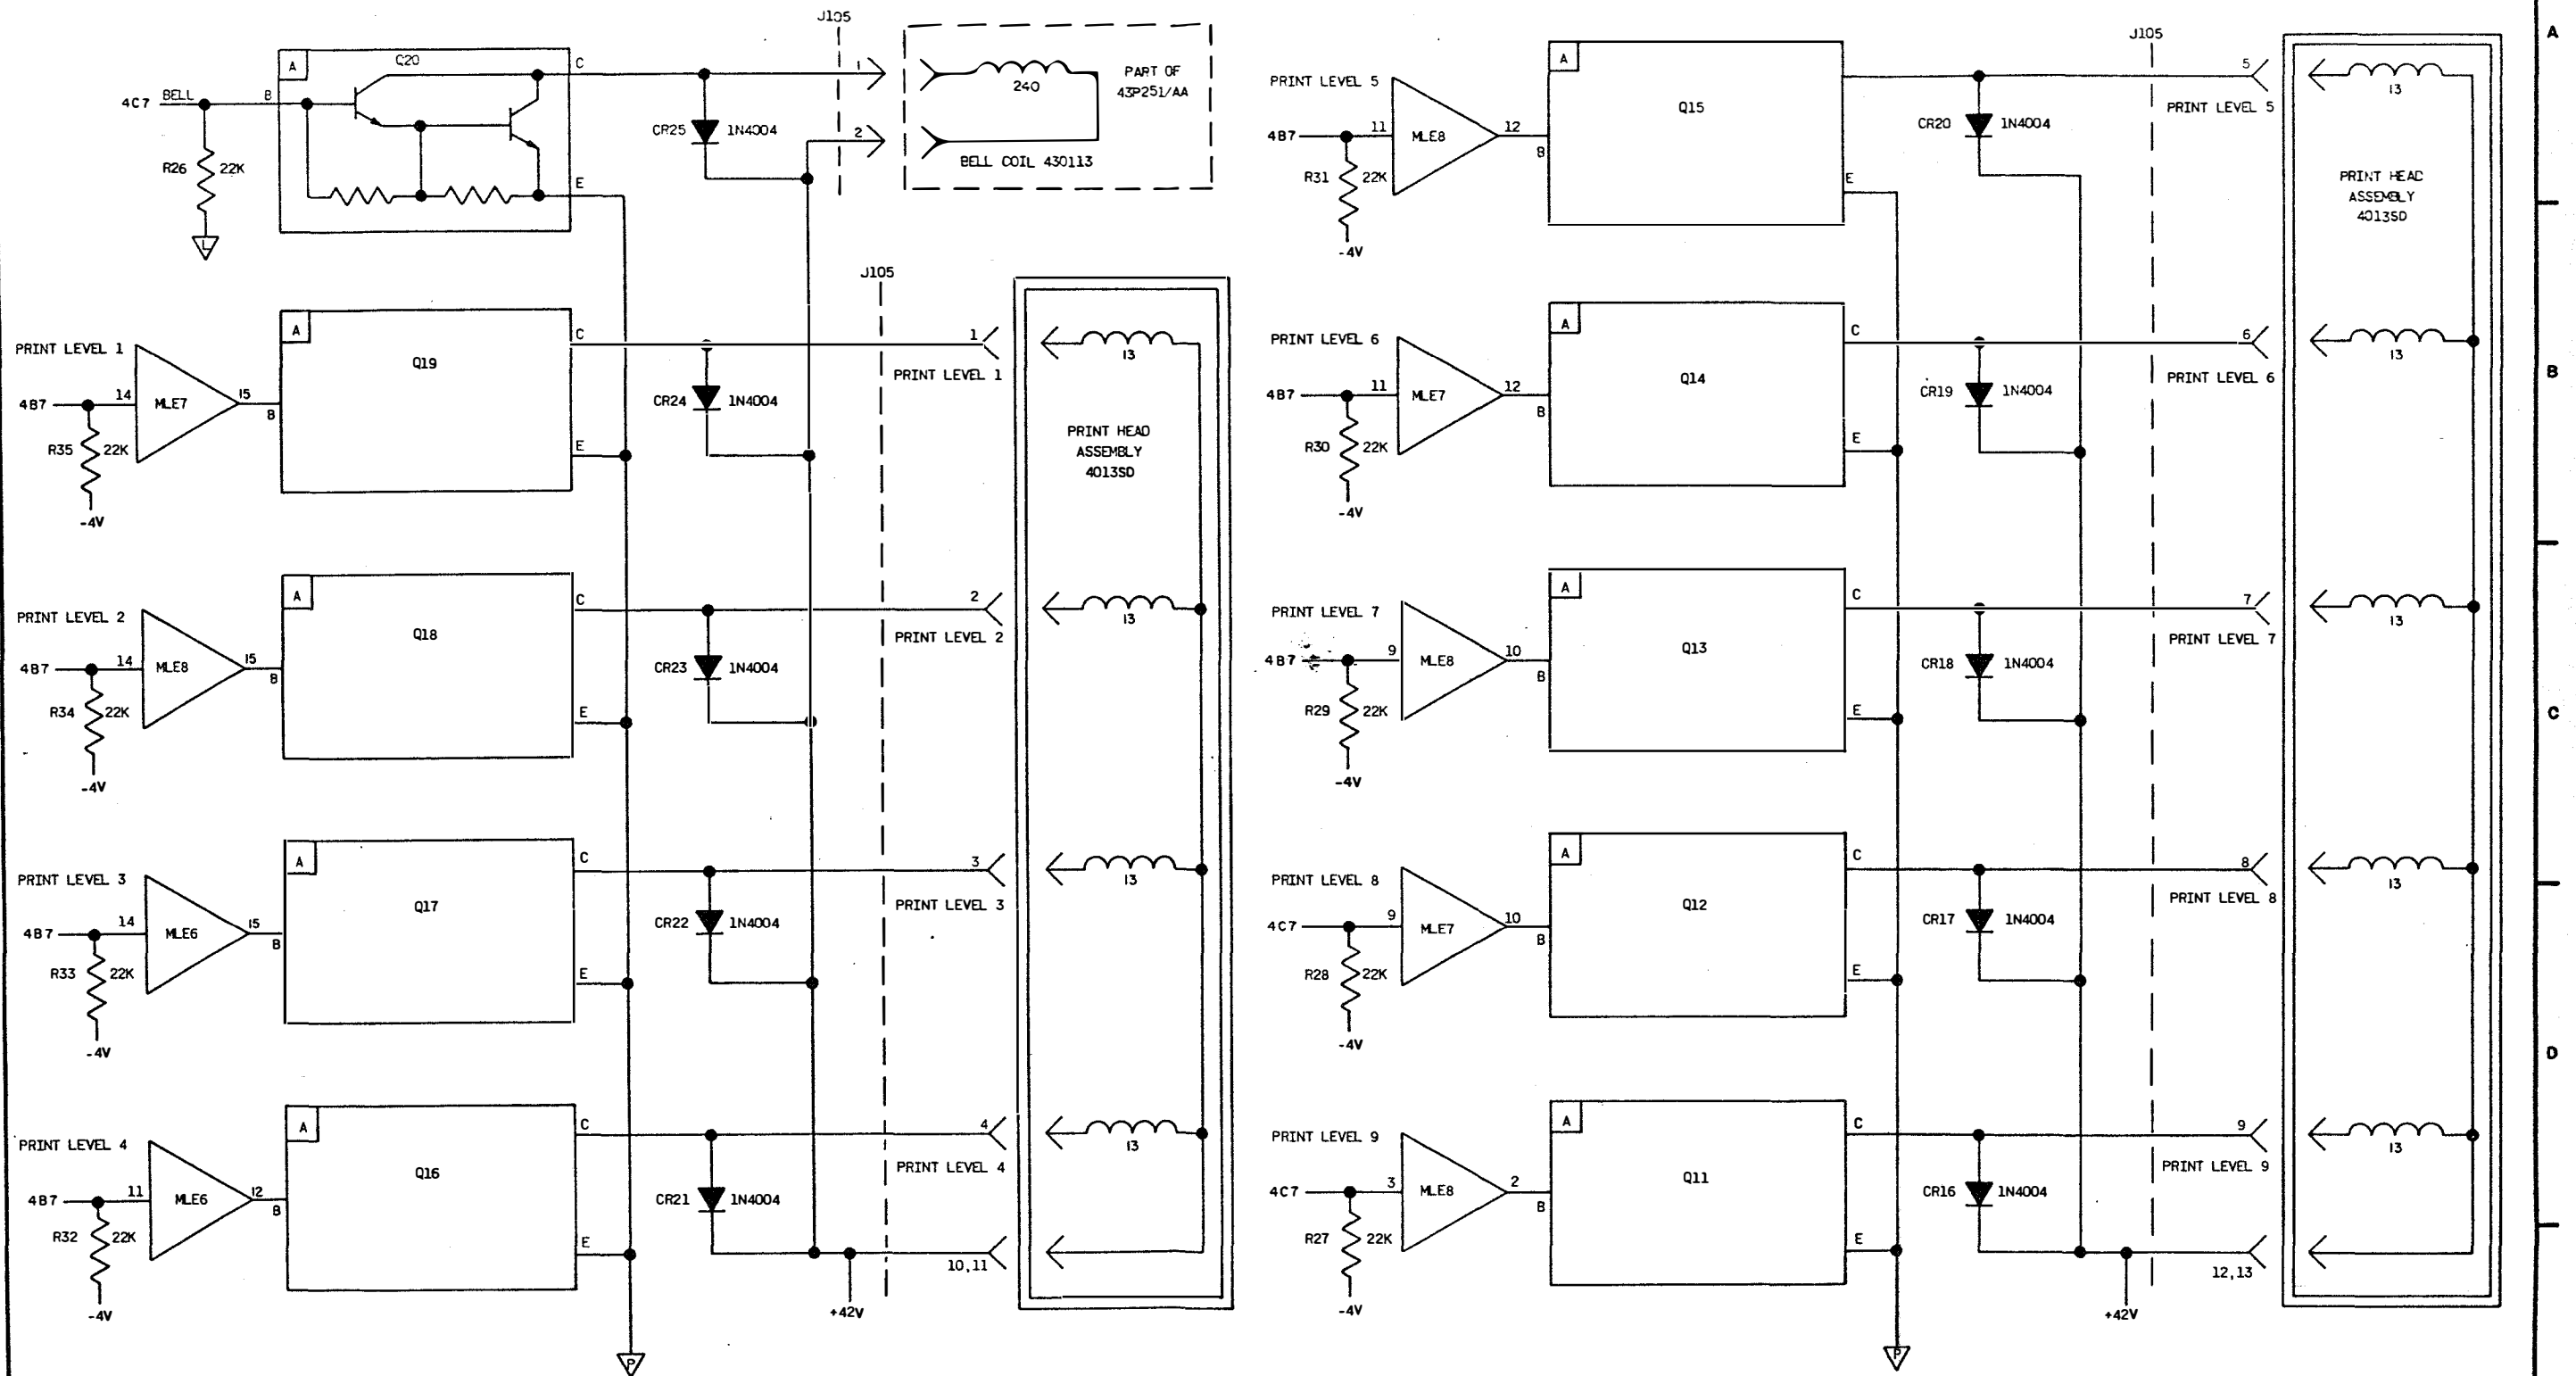 J105
A
C20
C
1
240
PART OF
43P251/AA
4C7 BELL
B
CR25 1N4004
2
BELL COIL 430113
R26 22K
E
L
J105
PRINT LEVEL 1
A
Q19
C
1
13
PRINT LEVEL 1
4B7
14
MLE7
15
B
CR24 1N4004
R35 22K
E
-4V
PRINT HEAD
ASSEMBLY
4013SD
PRINT LEVEL 2
A
Q18
C
2
13
PRINT LEVEL 2
4B7
14
MLE8
15
B
CR23 1N4004
R34 22K
E
-4V
PRINT LEVEL 3
A
Q17
C
3
13
PRINT LEVEL 3
4B7
14
MLE6
15
B
CR22 1N4004
R33 22K
E
-4V
PRINT LEVEL 4
A
Q16
C
4
13
PRINT LEVEL 4
4B7
11
MLE6
12
B
CR21 1N4004
R32 22K
E
10,11
-4V
+42V
P
J105
PRINT LEVEL 5
A
Q15
5
13
PRINT LEVEL 5
4B7
11
MLE8
12
B
CR20 1N4004
R31 22K
E
-4V
PRINT HEAD
ASSEMBLY
4013SD
PRINT LEVEL 6
A
Q14
C
6
13
PRINT LEVEL 6
4B7
11
MLE7
12
B
CR19 1N4004
R30 22K
E
-4V
PRINT LEVEL 7
A
Q13
C
7
13
PRINT LEVEL 7
4B7
9
MLE8
10
B
CR18 1N4004
R29 22K
E
-4V
PRINT LEVEL 8
A
Q12
C
8
13
PRINT LEVEL 8
4C7
9
MLE7
10
B
CR17 1N4004
R28 22K
E
-4V
PRINT LEVEL 9
A
Q11
C
9
13
PRINT LEVEL 9
4C7
3
MLE8
2
B
CR16 1N4004
R27 22K
E
12,13
-4V
+42V
P
A
B
C
D